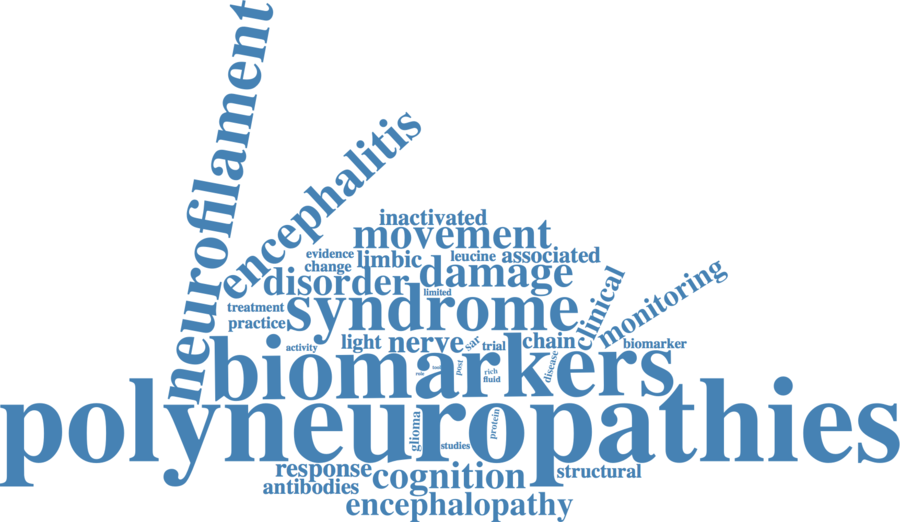 neurofilament
encephalitis
inactivated
movement
evidence limbic leucine associated
change
disorder damage
limited
treatment syndrome clinical monitoring
practice
activity light nerve sar trial chain biomarker
biomarkers
role post rich disease
fluid
polyneuropathies
glioma studies protein
response cognition structural
antibodies
encephalopathy